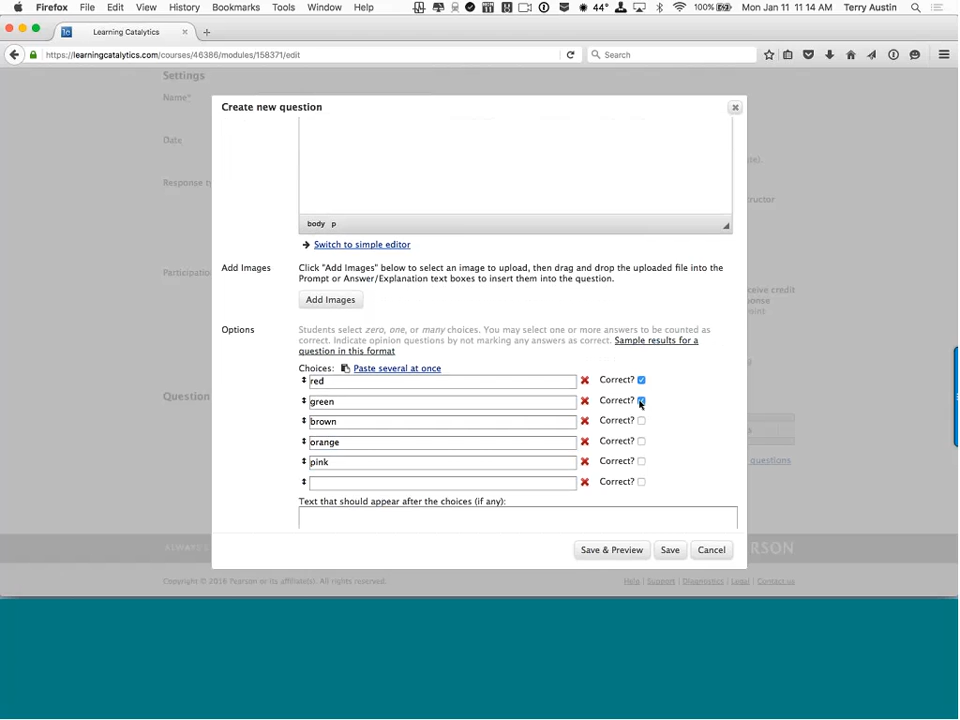 Firefox File Edit View History Bookmarks Tools Window Help 44° 100% Mon Jan 11 11:14 AM Terry Austin
Learning Catalytics
https://learningcatalytics.com/courses/46386/modules/158371/edit
Search
Settings
Name*
Date
Response
Participation
Question
Create new question
body p
Switch to simple editor
Add Images
Click "Add Images" below to select an image to upload, then drag and drop the uploaded file into the
Prompt or Answer/Explanation text boxes to insert them into the question.
Add Images
Options
Students select zero, one, or many choices. You may select one or more answers to be counted as
correct. Indicate opinion questions by not marking any answers as correct. Sample results for a
question in this format
Choices: Paste several at once
red Correct?
green Correct?
brown Correct?
orange Correct?
pink Correct?
Correct?
Text that should appear after the choices (if any):
Save & Preview Save Cancel
questions
ALWAYS
Copyright © 2016 Pearson or its affiliate(s). All rights reserved.
Help | Support | Diagnostics | Legal | Contact us